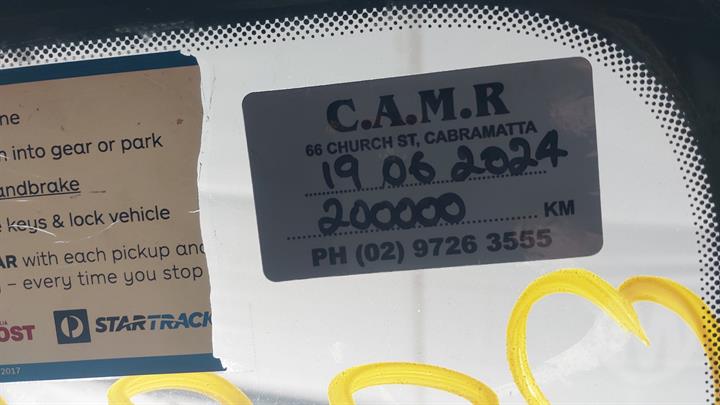 ne
into gear or park
andbrake
keys & lock vehicle
AR with each pickup and
– every time you stop
OST STARTRACK
2017
C.A.M.R
66 CHURCH ST, CABRAMATTA
19 06 2024
200000 KM
PH (02) 9726 3555